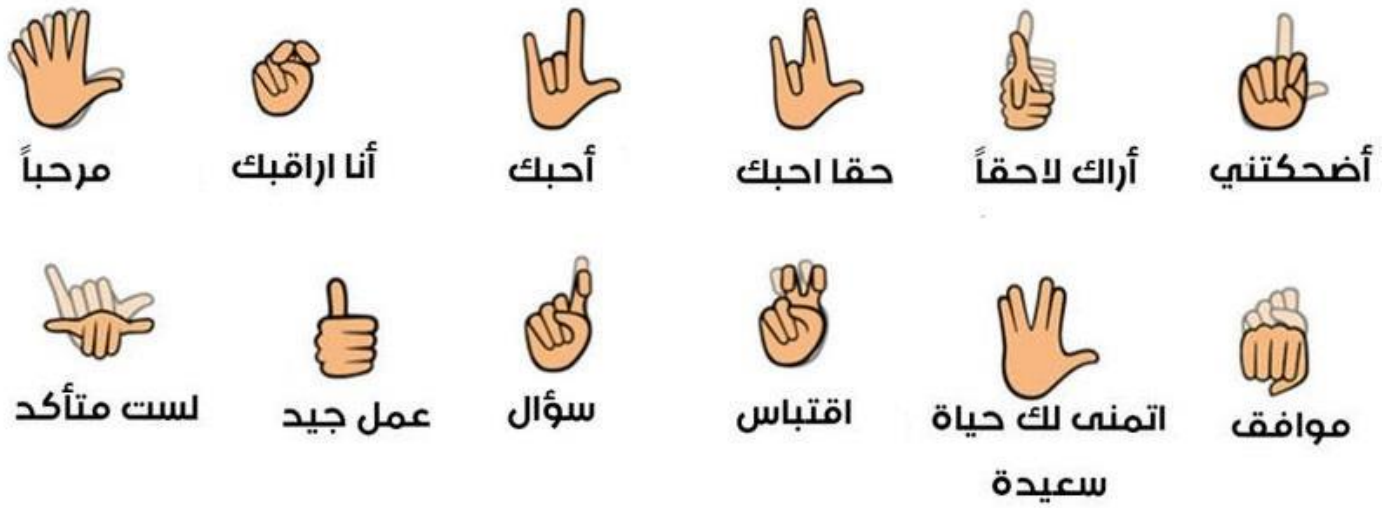 أضحكتني
أراك لاحقاً
حقا احبك
أحبك
أنا اراقبك
مرحباً
موافق
اتمنى لك حياة
سعيدة
اقتباس
سؤال
عمل جيد
لست متأكد